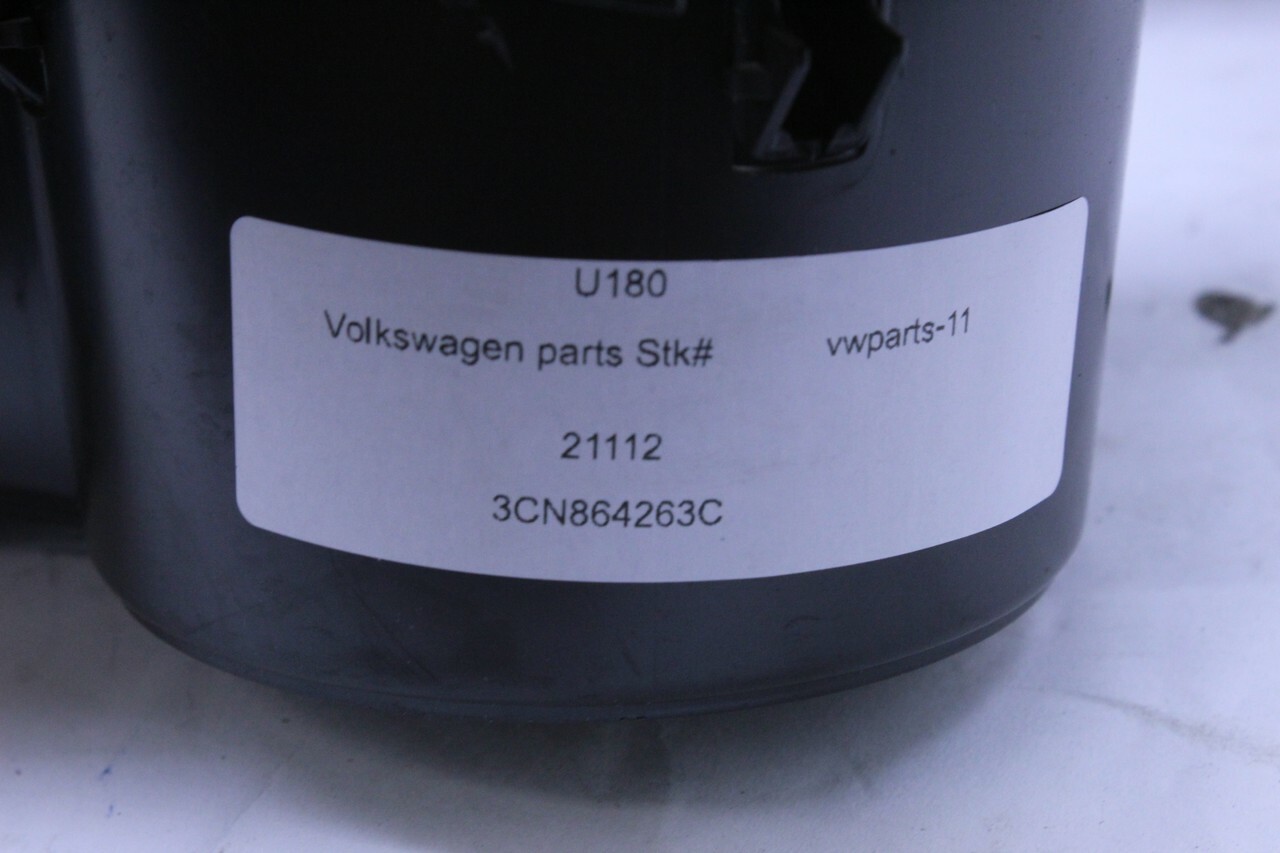 U180
Volkswagen parts Stk# vwparts-11
21112
3CN864263C